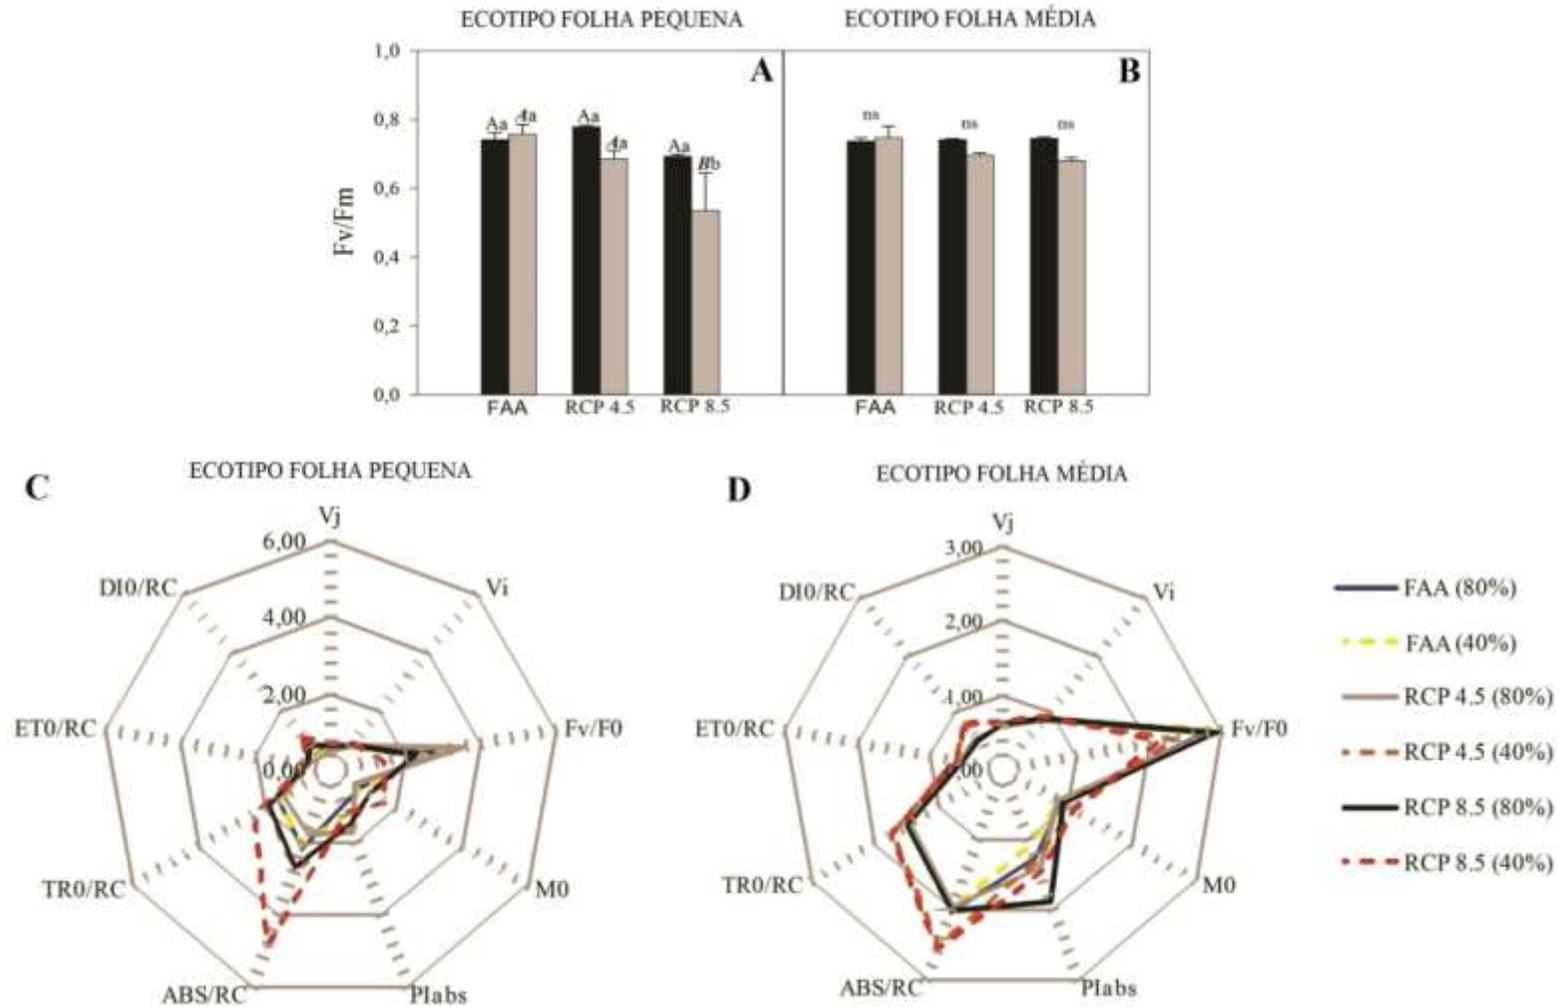 ECOTIPO FOLHA PEQUENA ECOTIPO FOLHA MÉDIA
1,0
A B
0,8
Aa Aa Aa Bb
ns ns ns
0,6
Fv/Fm
0,4
0,2
0,0
FAA RCP 4.5 RCP 8.5 FAA RCP 4.5 RCP 8.5
C ECOTIPO FOLHA PEQUENA
Vj
6,00
DI0/RC Vi
4,00
2,00
ET0/RC Fv/F0
0,00
TR0/RC M0
ABS/RC PIabs
D ECOTIPO FOLHA MÉDIA
Vj
3,00
DI0/RC Vi
2,00
1,00
ET0/RC Fv/F0
TR0/RC M0
ABS/RC PIabs
FAA (80%)
FAA (40%)
RCP 4.5 (80%)
RCP 4.5 (40%)
RCP 8.5 (80%)
RCP 8.5 (40%)